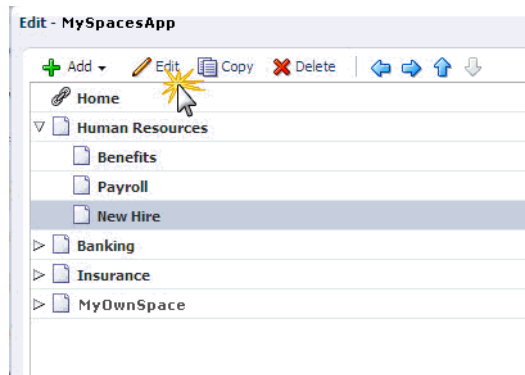 Edit - MySpacesApp
Add Edit Copy Delete
Home
Human Resources
Benefits
Payroll
New Hire
Banking
Insurance
MyOwnSpace